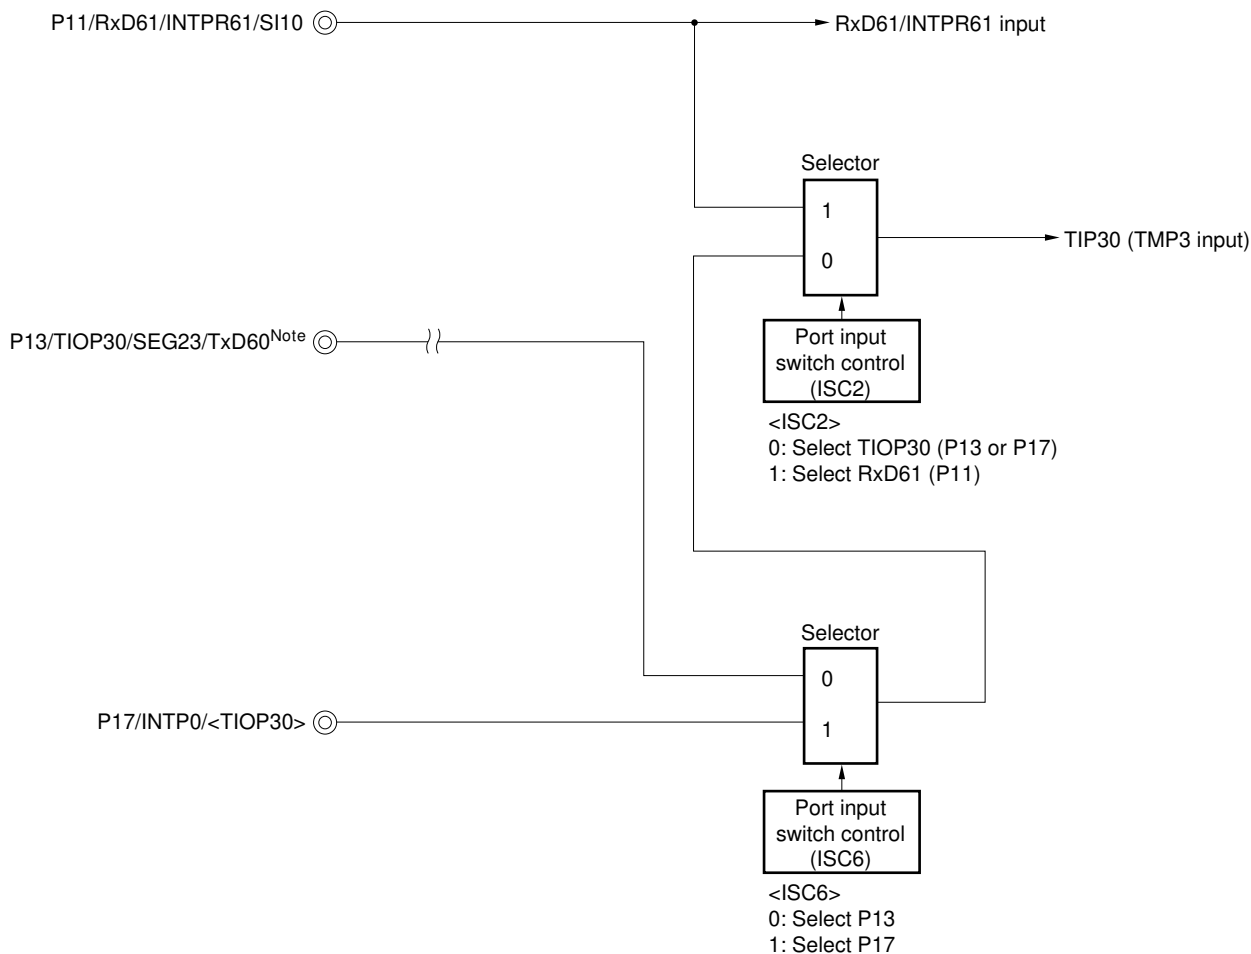 P11/RxD61/INTPR61/SI10
RxD61/INTPR61 input
Selector
1
0
TIP30 (TMP3 input)
P13/TIOP30/SEG23/TxD60Note
Port input
switch control
(ISC2)
<ISC2>
0: Select TIOP30 (P13 or P17)
1: Select RxD61 (P11)
Selector
0
1
P17/INTP0/<TIOP30>
Port input
switch control
(ISC6)
<ISC6>
0: Select P13
1: Select P17